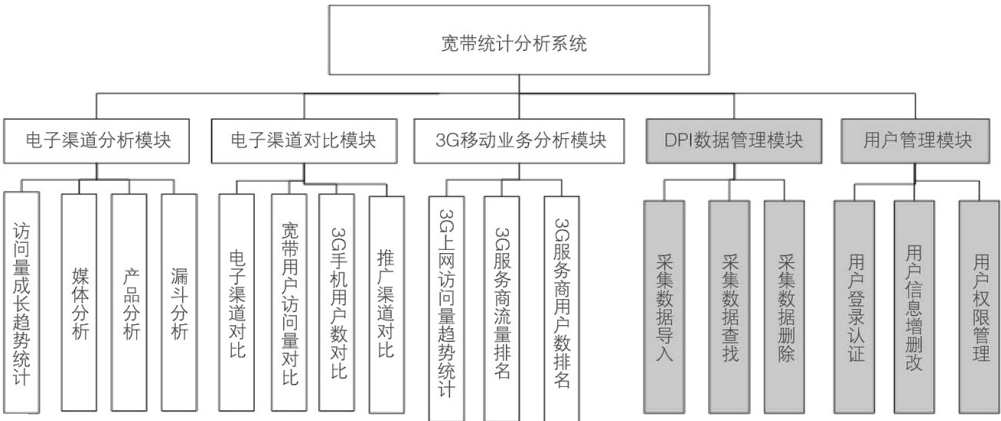 宽带统计分析系统
电子渠道分析模块
电子渠道对比模块
3G移动业务分析模块
DPI数据管理模块
用户管理模块
访问量成长趋势统计
媒体分析
产品分析
漏斗分析
电子渠道对比
宽带用户访问量对比
3G手机用户数对比
推广渠道对比
3G上网访问量趋势统计
3G服务商流量排名
3G服务商用户数排名
采集数据导入
采集数据查找
采集数据删除
用户登录认证
用户信息增删改
用户权限管理